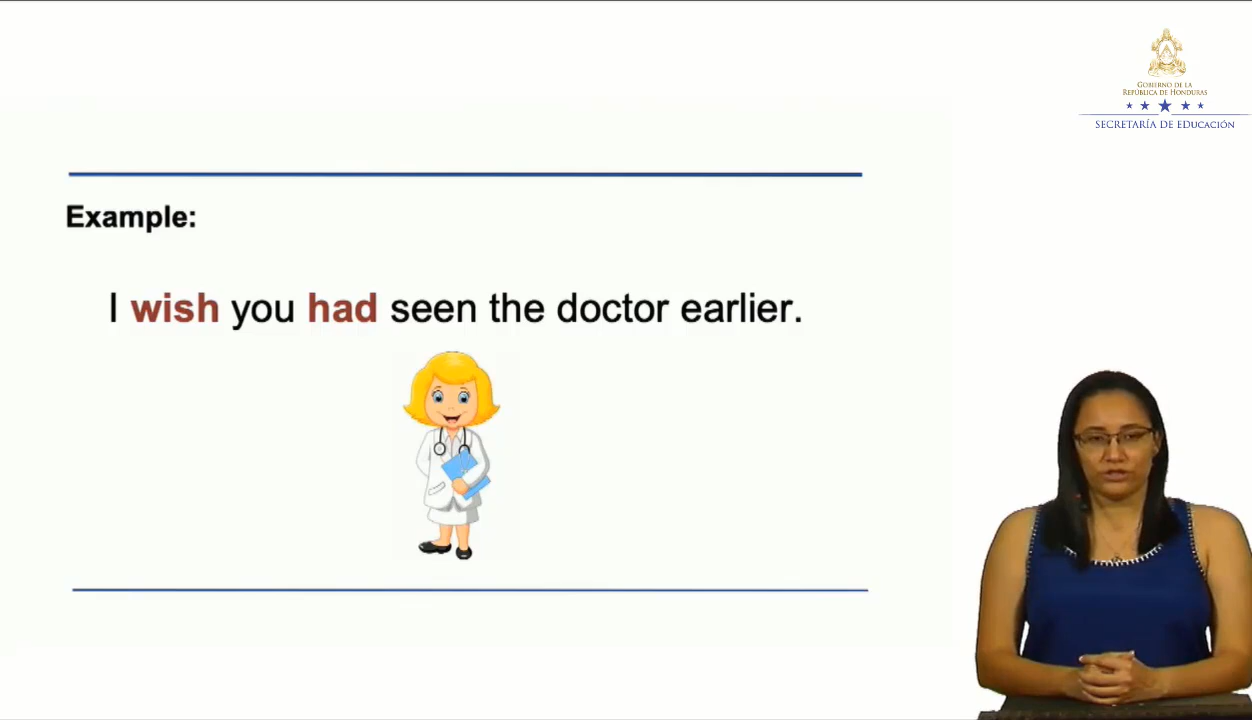 GOBIERNO DE LA
REPÚBLICA DE HONDURAS
SECRETARÍA DE EDUCACIÓN
Example:
I wish you had seen the doctor earlier.